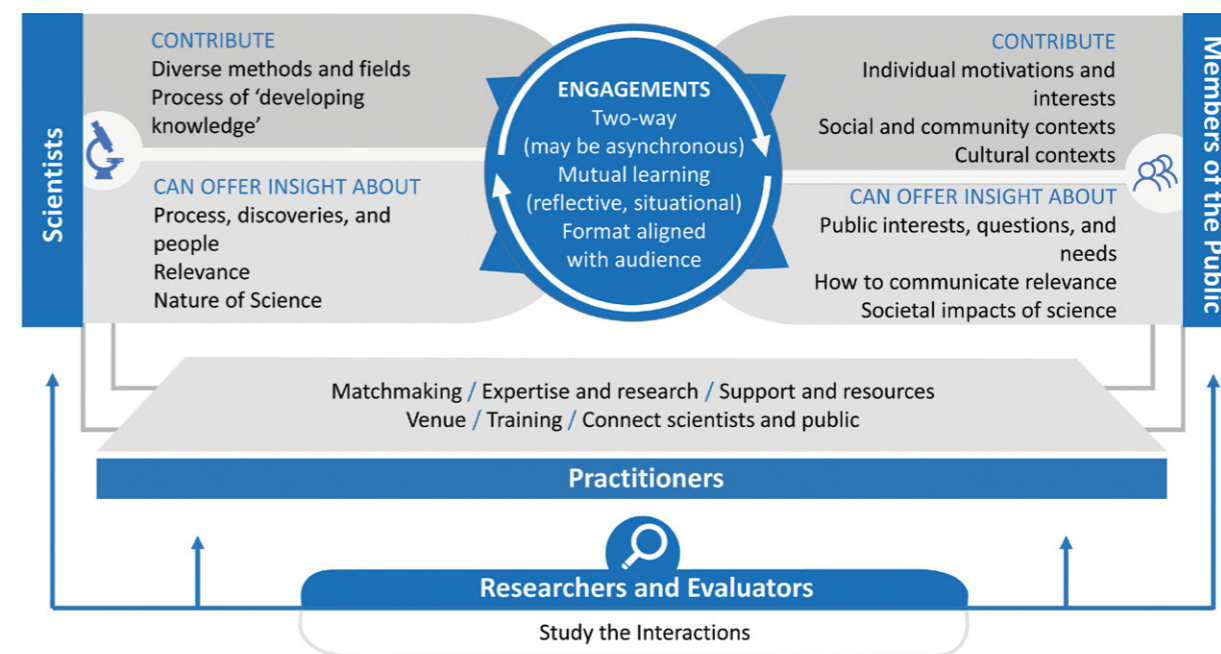 Scientists
CONTRIBUTE
Diverse methods and fields
Process of ‘developing
knowledge’
CAN OFFER INSIGHT ABOUT
Process, discoveries, and
people
Relevance
Nature of Science
ENGAGEMENTS
Two-way
(may be asynchronous)
Mutual learning
(reflective, situational)
Format aligned
with audience
CONTRIBUTE
Individual motivations and
interests
Social and community contexts
Cultural contexts
CAN OFFER INSIGHT ABOUT
Public interests, questions, and
needs
How to communicate relevance
Societal impacts of science
Members of the Public
Matchmaking / Expertise and research / Support and resources
Venue / Training / Connect scientists and public
Practitioners
Researchers and Evaluators
Study the Interactions